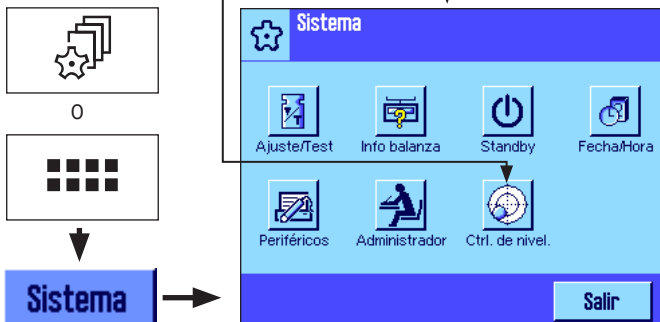 o
Sistema
Sistema
Ajuste/Test
Info balanza
Standby
Fecha/Hora
Periféricos
Administrador
Ctrl. de nivel.
Salir